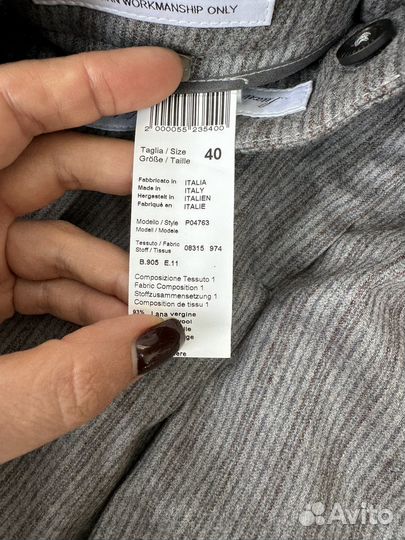 WORKMANSHIP ONLY
2 000055 235400
Taglia / Size
Größe / Taille 40
Fabbricato in ITALIA
Made in ITALY
Hergestelt in ITALIEN
Fabriqué en ITALIE
Modello / Style P04763
Modell / Modele
Tessuto / Fabric 08315 974
Stoff / Tissus
B.905 E.11
Composizione Tessuto 1
Fabric Composition 1
Stoffzusammensetzung 1
Composition de tissu 1
93% Lana vergine
Avito